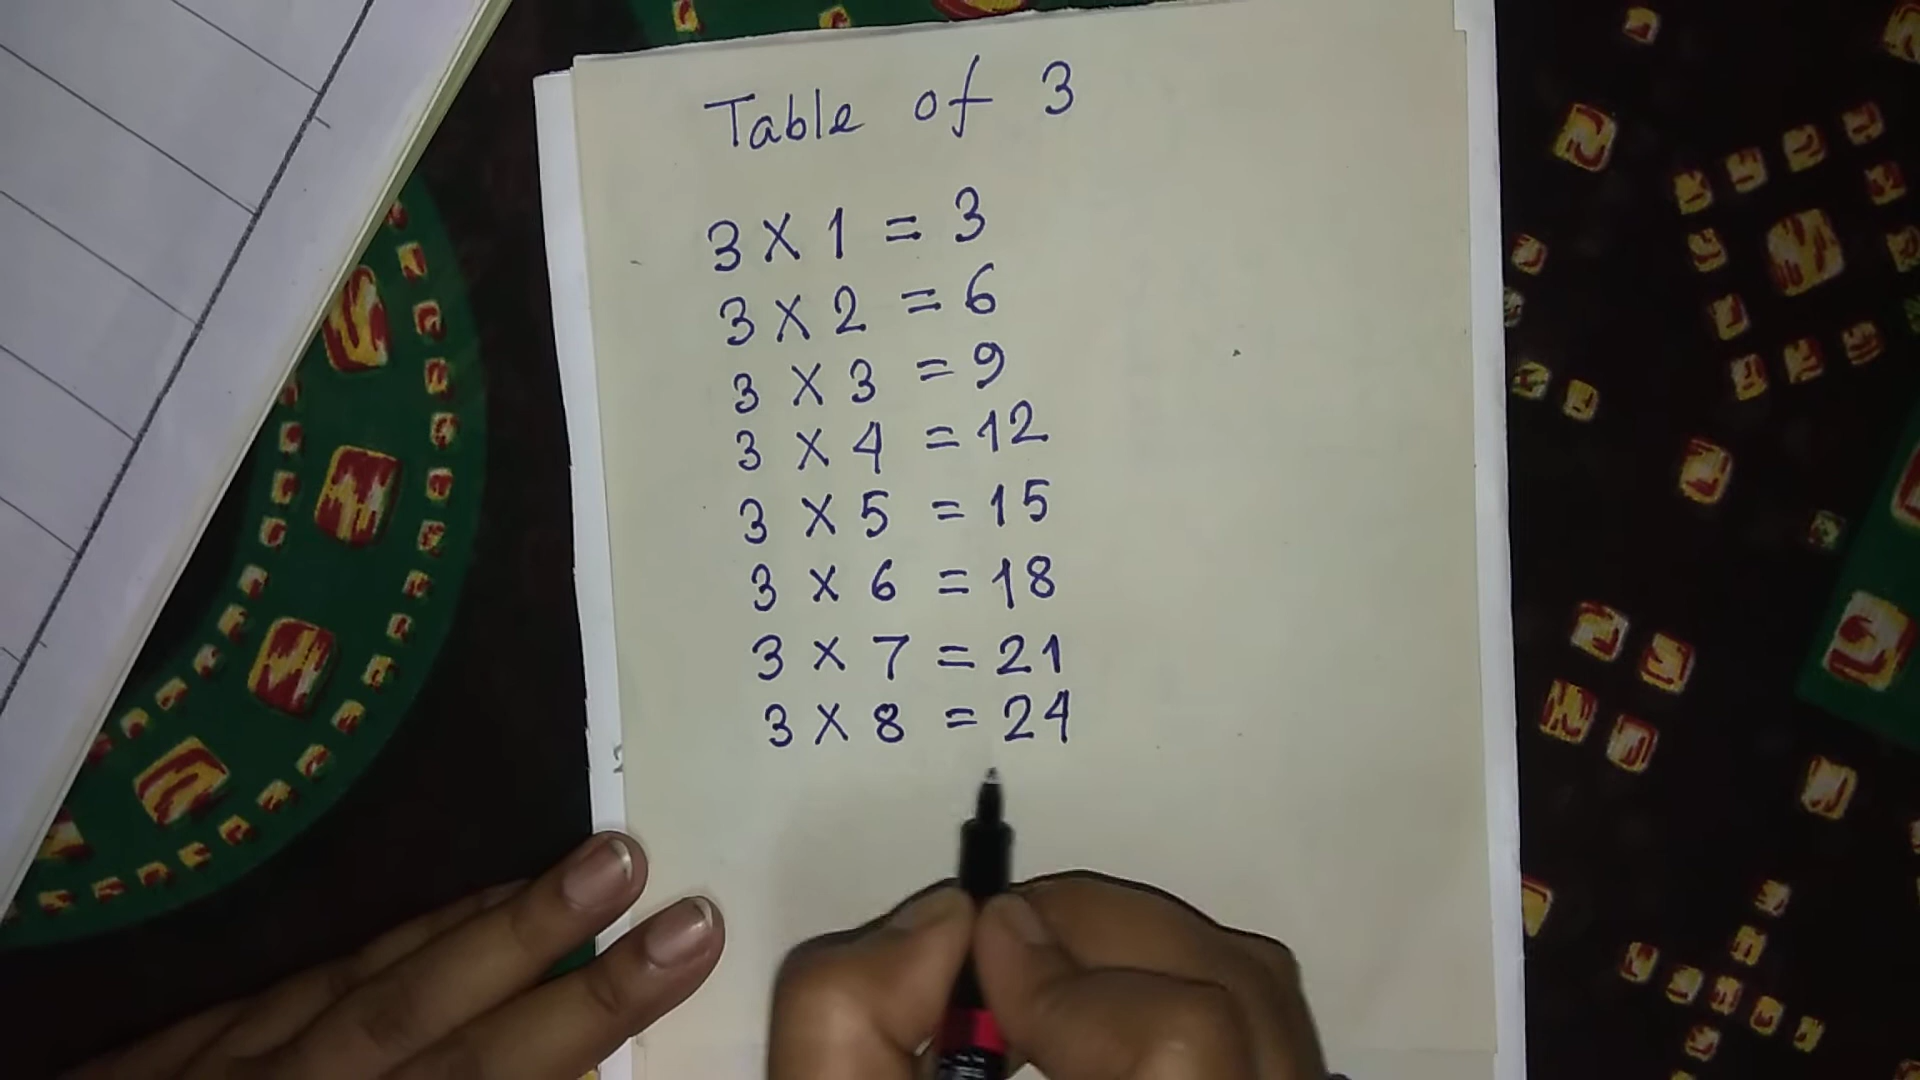 Table of 3
3 X 1 = 3
3 X 2 = 6
3 X 3 = 9
3 X 4 = 12
3 X 5 = 15
3 X 6 = 18
3 X 7 = 21
3 X 8 = 24